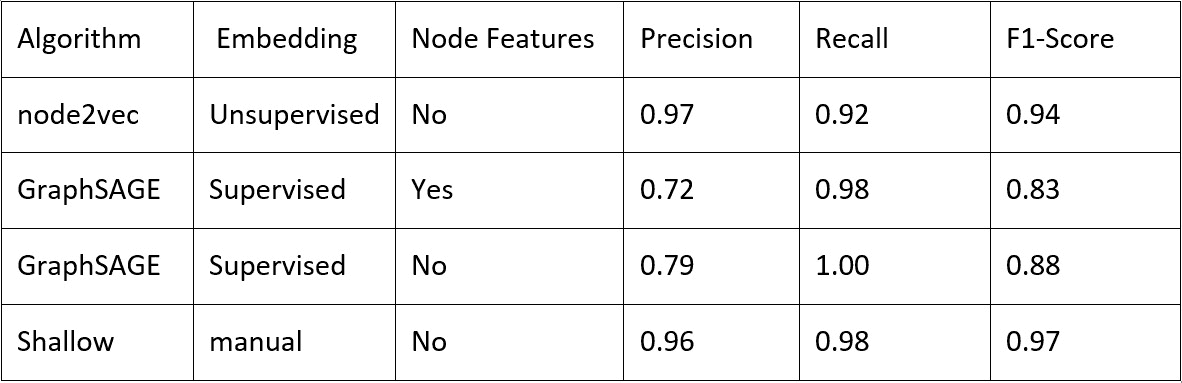 Algorithm Embedding Node Features Precision Recall F1-Score
node2vec Unsupervised No 0.97 0.92 0.94
GraphSAGE Supervised Yes 0.72 0.98 0.83
GraphSAGE Supervised No 0.79 1.00 0.88
Shallow manual No 0.96 0.98 0.97